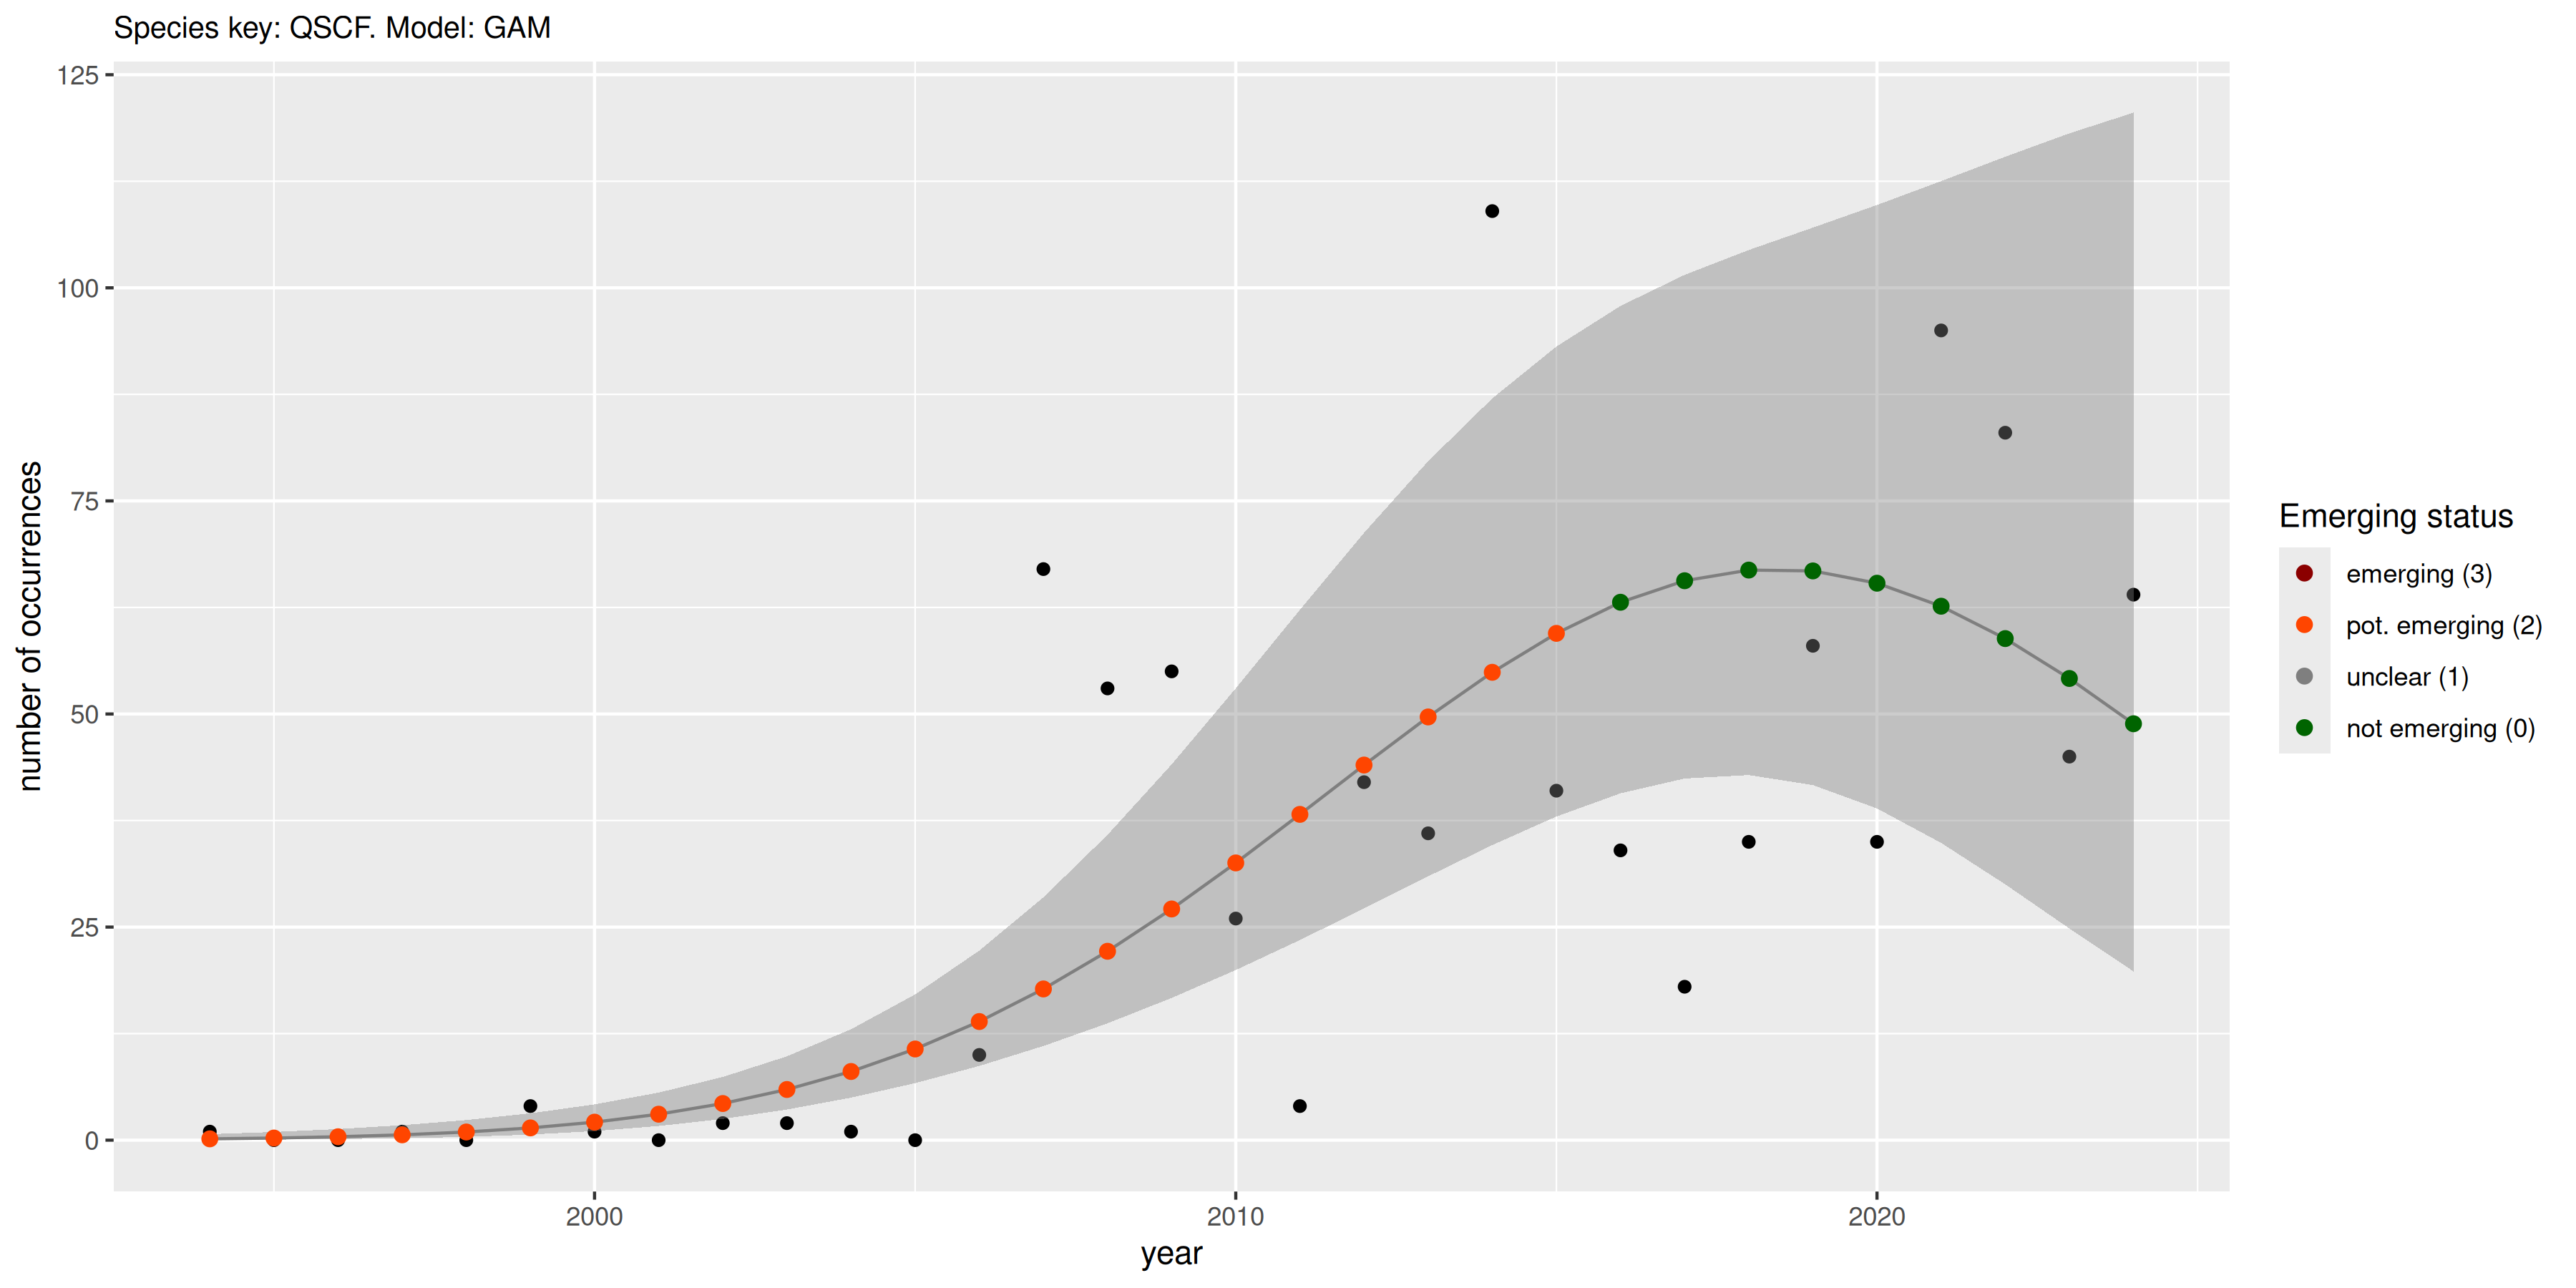 Species key: QSCF. Model: GAM
125
100
75
50
25
0
number of occurrences
2000
2010
2020
year
Emerging status
emerging (3)
pot. emerging (2)
unclear (1)
not emerging (0)